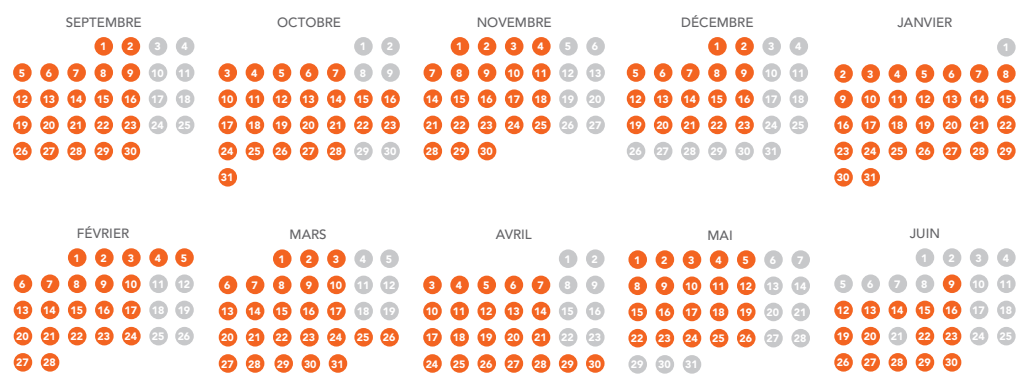 SEPTEMBRE OCTOBRE NOVEMBRE DÉCEMBRE JANVIER
1 2 3 4 1 2 1 2 3 4 5 6 1 2 3 4 1
5 6 7 8 9 10 11 3 4 5 6 7 8 9 7 8 9 10 11 12 13 5 6 7 8 9 10 11 2 3 4 5 6 7 8
12 13 14 15 16 17 18 10 11 12 13 14 15 16 14 15 16 17 18 19 20 12 13 14 15 16 17 18 9 10 11 12 13 14 15
19 20 21 22 23 24 25 17 18 19 20 21 22 23 21 22 23 24 25 26 27 19 20 21 22 23 24 25 16 17 18 19 20 21 22
26 27 28 29 30 24 25 26 27 28 29 30 28 29 30 26 27 28 29 30 31 23 24 25 26 27 28 29
31 30 31
FÉVRIER MARS AVRIL MAI JUIN
1 2 3 4 5 1 2 3 4 5 1 2 1 2 3 4 5 6 7 1 2 3 4
6 7 8 9 10 11 12 6 7 8 9 10 11 12 3 4 5 6 7 8 9 8 9 10 11 12 13 14 5 6 7 8 9 10 11
13 14 15 16 17 18 19 13 14 15 16 17 18 19 10 11 12 13 14 15 16 15 16 17 18 19 20 21 12 13 14 15 16 17 18
20 21 22 23 24 25 26 20 21 22 23 24 25 26 17 18 19 20 21 22 23 22 23 24 25 26 27 28 19 20 21 22 23 24 25
27 28 27 28 29 30 31 24 25 26 27 28 29 30 29 30 31 26 27 28 29 30